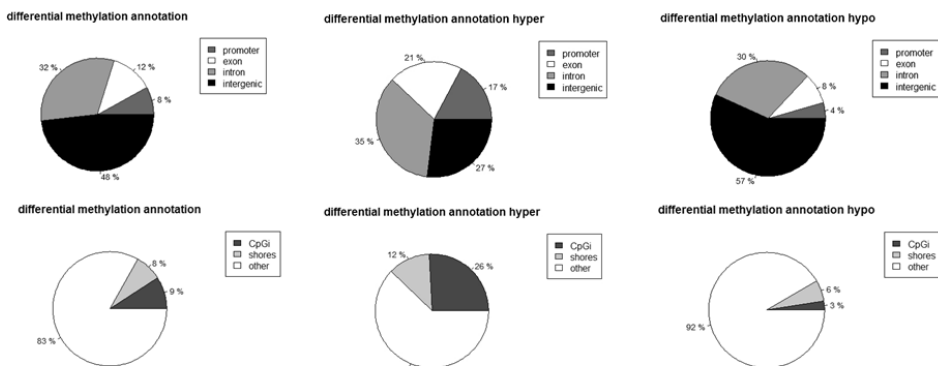 differential methylation annotation
32 %
12 %
8 %
48 %
promoter
exon
intron
intergenic
differential methylation annotation hyper
21 %
17 %
35 %
27 %
promoter
exon
intron
intergenic
differential methylation annotation hypo
30 %
8 %
4 %
57 %
promoter
exon
intron
intergenic
differential methylation annotation
8 %
9 %
83 %
CpGi
shores
other
differential methylation annotation hyper
12 %
26 %
CpGi
shores
other
differential methylation annotation hypo
6 %
3 %
92 %
CpGi
shores
other